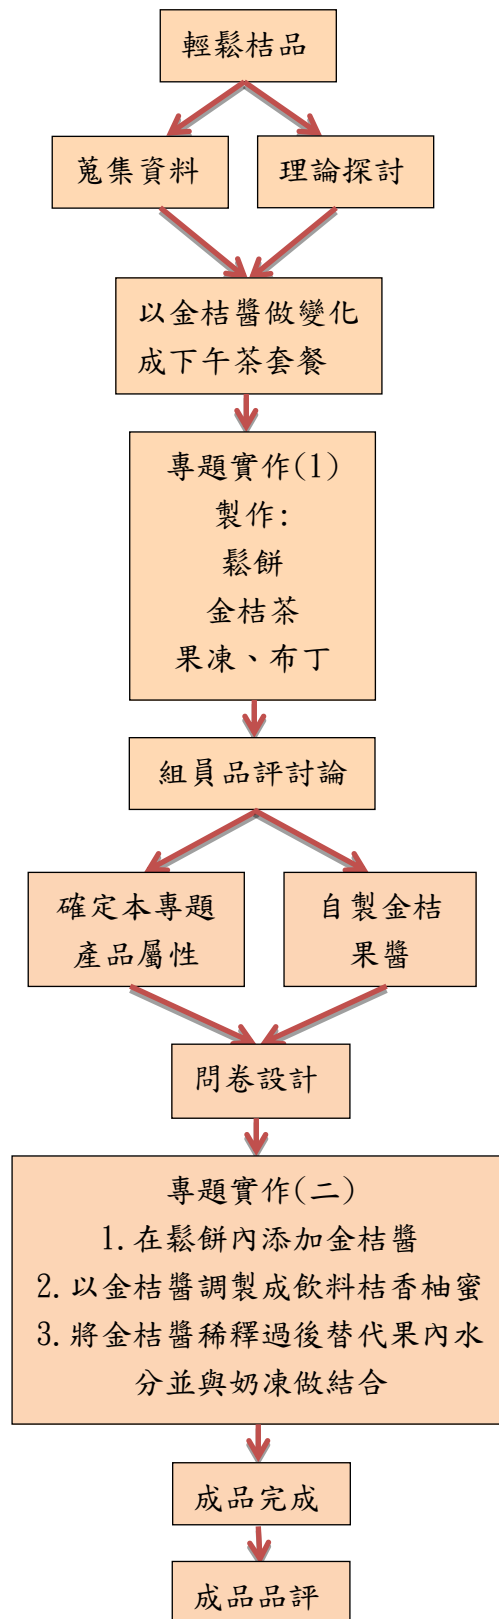 輕鬆桔品
蒐集資料
理論探討
以金桔醬做變化
成下午茶套餐
專題實作(1)
製作:
鬆餅
金桔茶
果凍、布丁
組員品評討論
確定本專題
產品屬性
自製金桔
果醬
問卷設計
專題實作(二)
1.在鬆餅內添加金桔醬
2.以金桔醬調製成飲料桔香柚蜜
3.將金桔醬稀釋過後替代果內水
分並與奶凍做結合
成品完成
成品品評